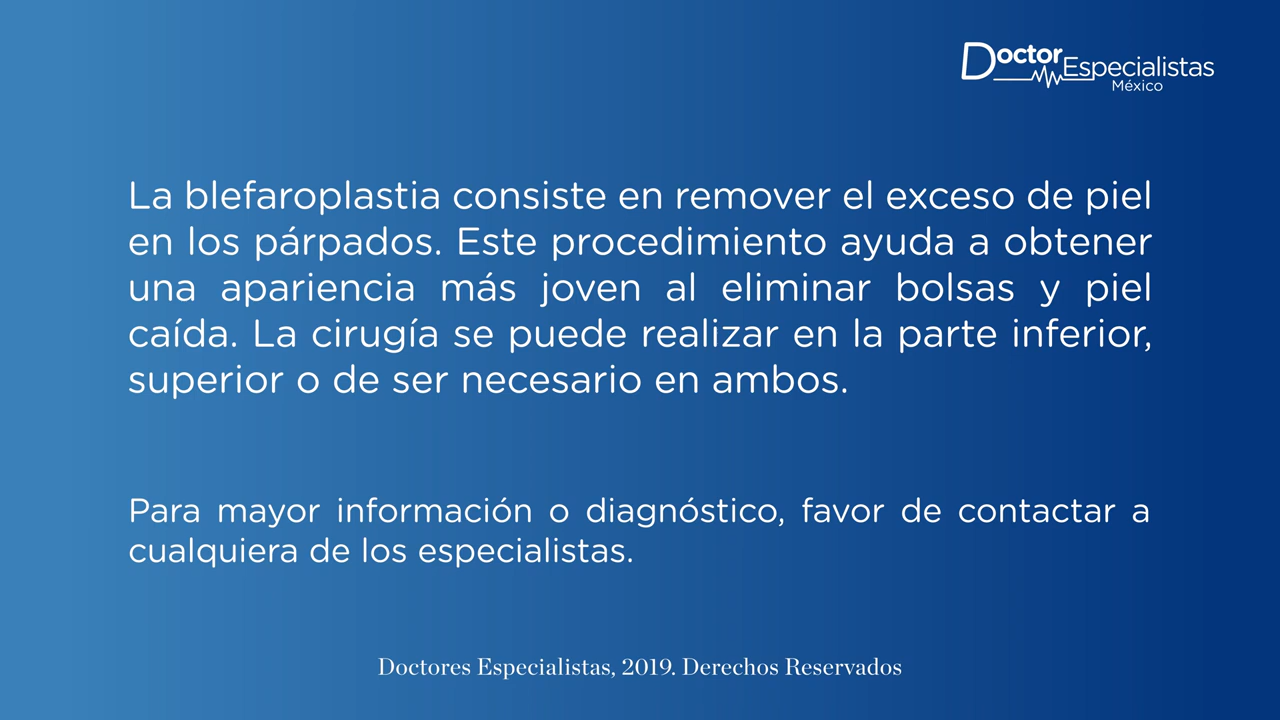 Doctor Especialistas
México
La blefaroplastia consiste en remover el exceso de piel
en los párpados. Este procedimiento ayuda a obtener
una apariencia más joven al eliminar bolsas y piel
caída. La cirugía se puede realizar en la parte inferior,
superior o de ser necesario en ambos.
Para mayor información o diagnóstico, favor de contactar a
cualquiera de los especialistas.
Doctores Especialistas, 2019. Derechos Reservados